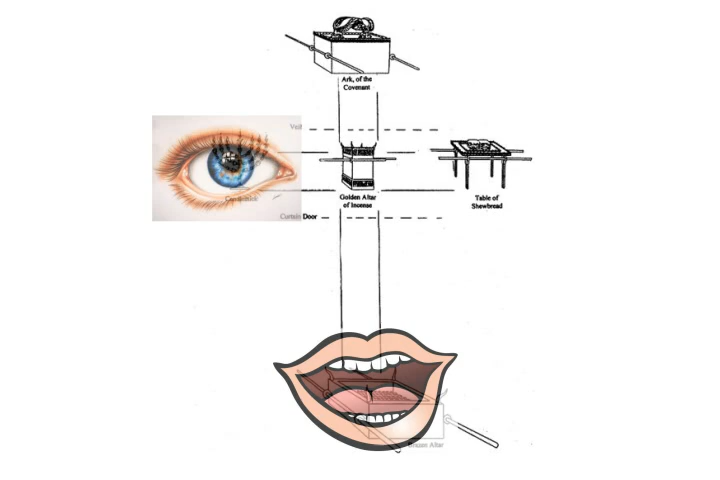 Ark, of the
Covenant
Veil
Golden Altar
of Incense
Table of
Shewbread
Curtain Door
Altar